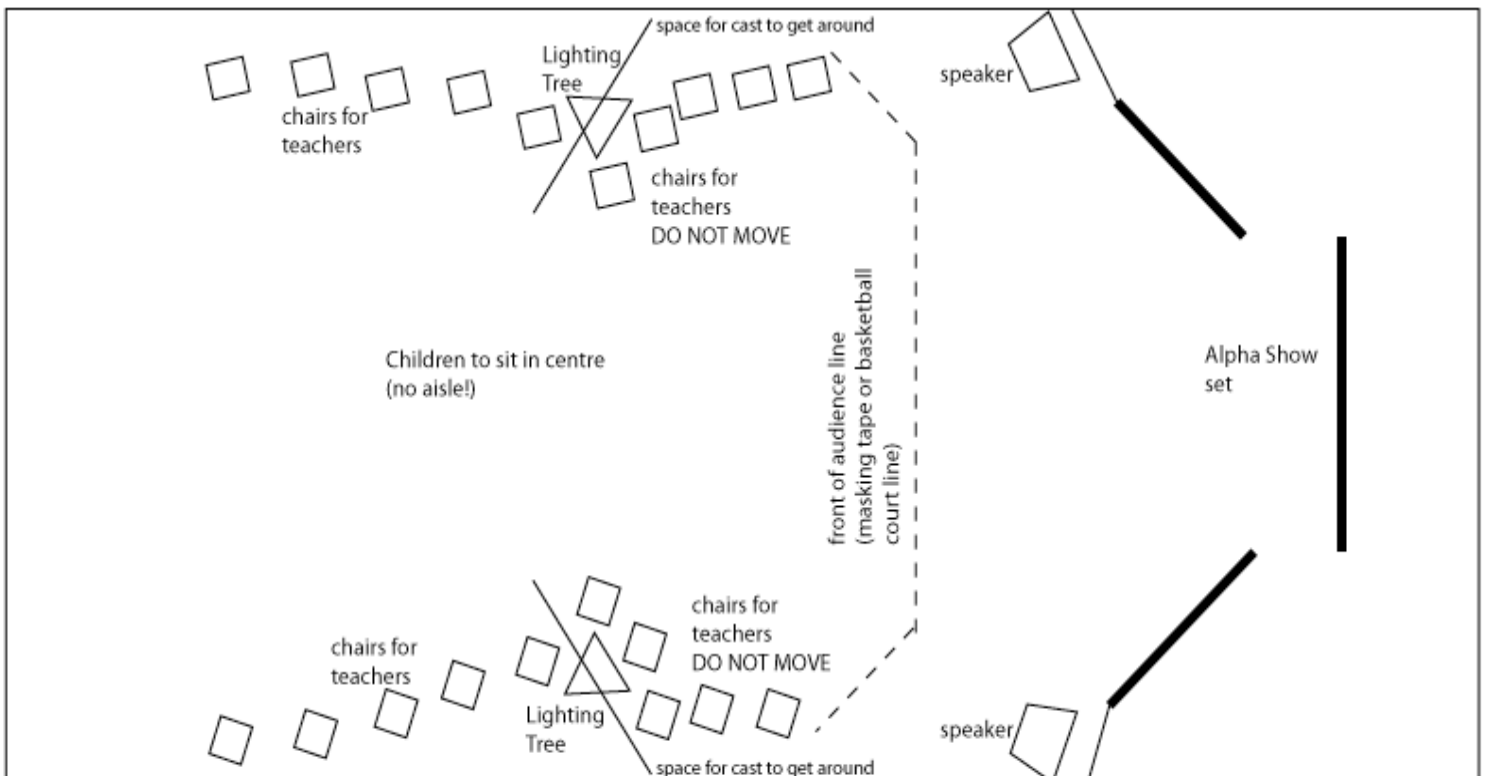 space for cast to get around
Lighting
Tree
speaker
chairs for
teachers
chairs for
teachers
DO NOT MOVE
Children to sit in centre
(no aisle!)
front of audience line
(masking tape or basketball
court line)
Alpha Show
set
chairs for
teachers
DO NOT MOVE
chairs for
teachers
Lighting
Tree
speaker
space for cast to get around